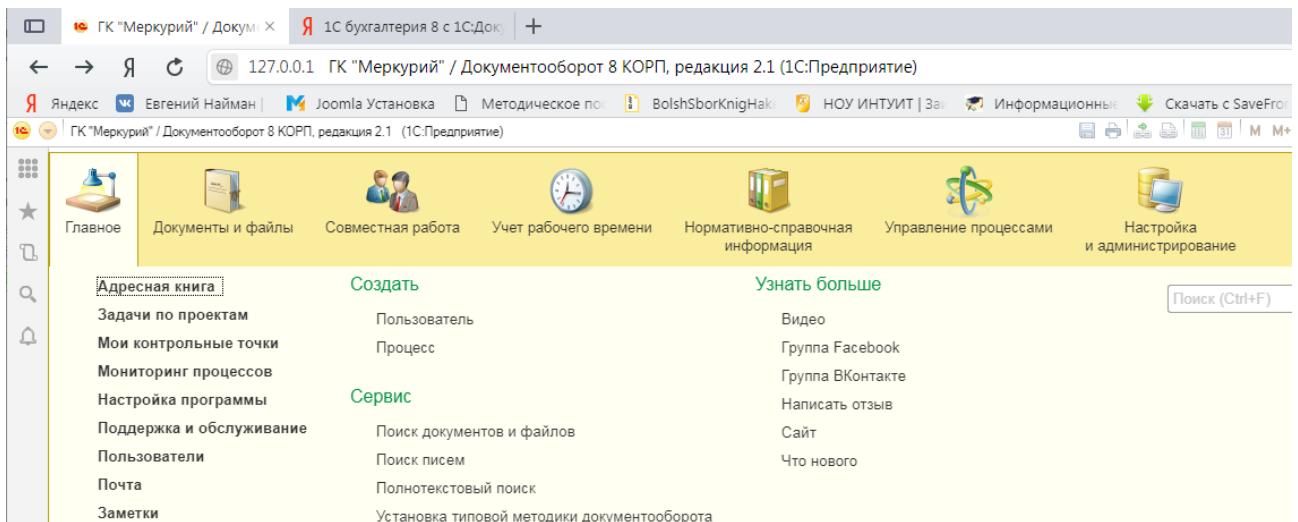 ГК "Меркурий" / Докум
1С бухгалтерия 8 с 1С:Док
127.0.0.1 ГК "Меркурий" / Документооборот 8 КОРП, редакция 2.1 (1С:Предприятие)
Яндекс Евгений Найман | Joomla Установка Методическое по BolshSborKnigHak НОУ ИНТУИТ | За Информационные Скачать с SaveFro
ГК "Меркурий" / Документооборот 8 КОРП, редакция 2.1 (1С:Предприятие) M M+
Главное Документы и файлы Совместная работа Учет рабочего времени Нормативно-справочная Управление процессами Настройка
информация и администрирование
Адресная книга
Задачи по проектам
Мои контрольные точки
Мониторинг процессов
Настройка программы
Поддержка и обслуживание
Пользователи
Почта
Заметки
Создать
Пользователь
Процесс
Сервис
Поиск документов и файлов
Поиск писем
Полнотекстовый поиск
Установка типовой методики документооборота
Узнать больше
Видео
Группа Facebook
Группа ВКонтакте
Написать отзыв
Сайт
Что нового
Поиск (Ctrl+F)